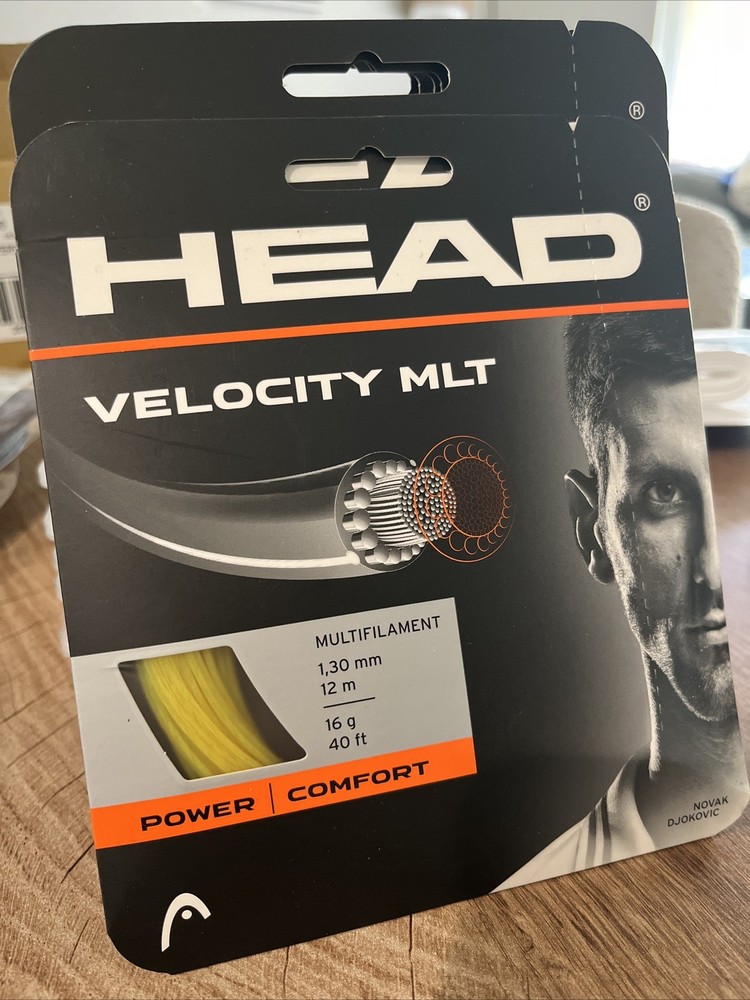 ®
HEAD®
VELOCITY MLT
MULTIFILAMENT
1,30 mm
12 m
16 g
40 ft
POWER | COMFORT
NOVAK
DJOKOVIC